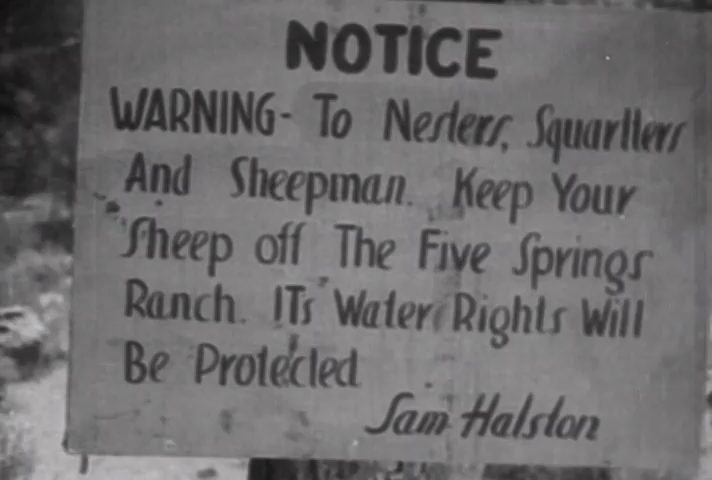 NOTICE
WARNING- To Nesters, Squartters
And Sheepman. Keep Your
Sheep off The Five Springs
Ranch. ITs Water Rights Will
Be Protected
Sam Halston